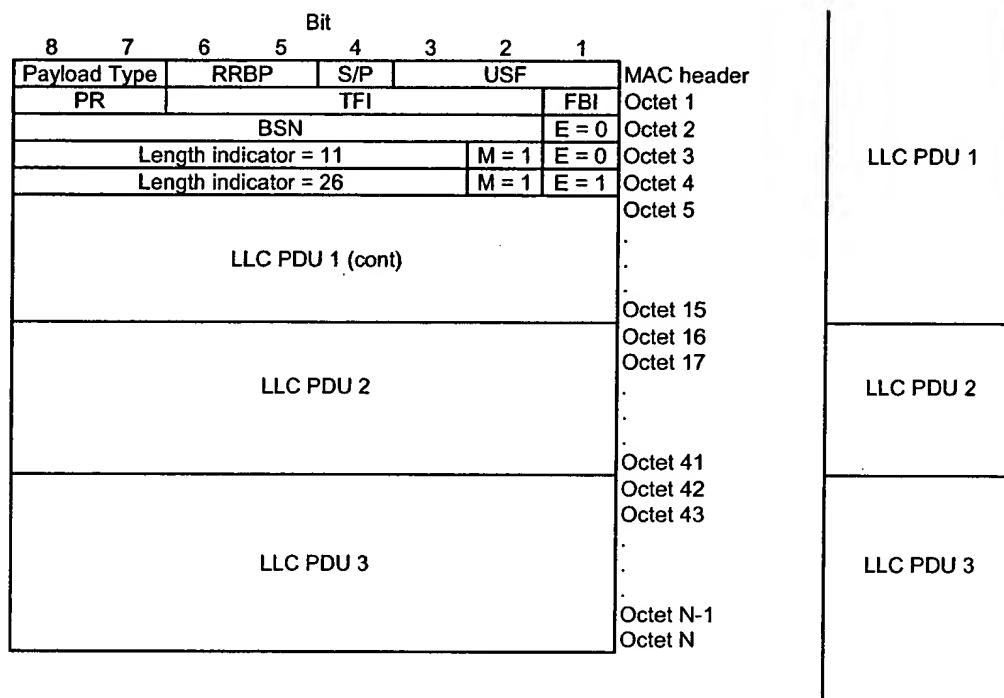 Bit
8 7 6 5 4 3 2 1
Payload Type RRBP S/P USF MAC header
PR TFI FBI Octet 1
BSN E = 0 Octet 2
Length indicator = 11 M = 1 E = 0 Octet 3
Length indicator = 26 M = 1 E = 1 Octet 4
Octet 5
.
LLC PDU 1 (cont)
.
.
Octet 15
Octet 16
Octet 17
LLC PDU 2
.
.
.
Octet 41
Octet 42
Octet 43
.
LLC PDU 3
.
.
Octet N-1
Octet N
LLC PDU 1
LLC PDU 2
LLC PDU 3